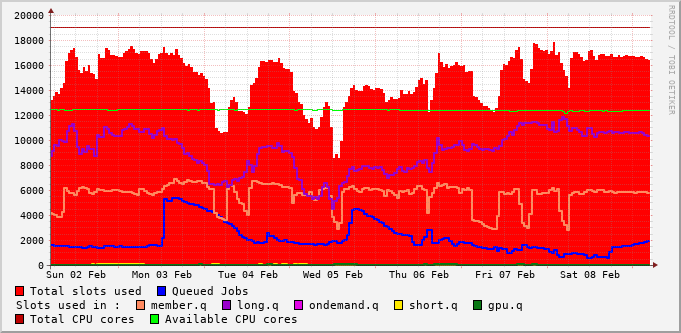 20000
18000
16000
14000
12000
10000
8000
6000
4000
2000
0
Sun 02 Feb Mon 03 Feb Tue 04 Feb Wed 05 Feb Thu 06 Feb Fri 07 Feb Sat 08 Feb
Total slots used Queued Jobs
Slots used in : member.q long.q ondemand.q short.q gpu.q
Total CPU cores Available CPU cores
RRDTOOL / TOBI OETIKER